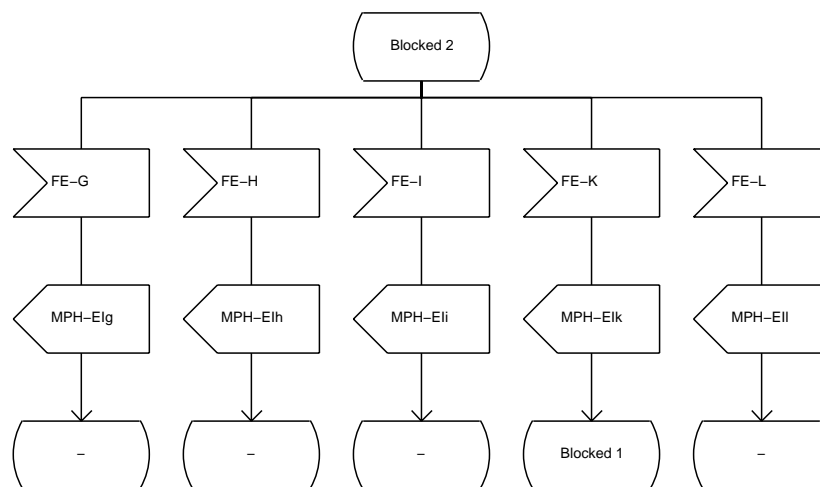 Blocked 2
FE−G
FE−H
FE−I
FE−K
FE−L
MPH−EIg
MPH−EIh
MPH−EIi
MPH−EIk
MPH−EIl
−
−
−
Blocked 1
−